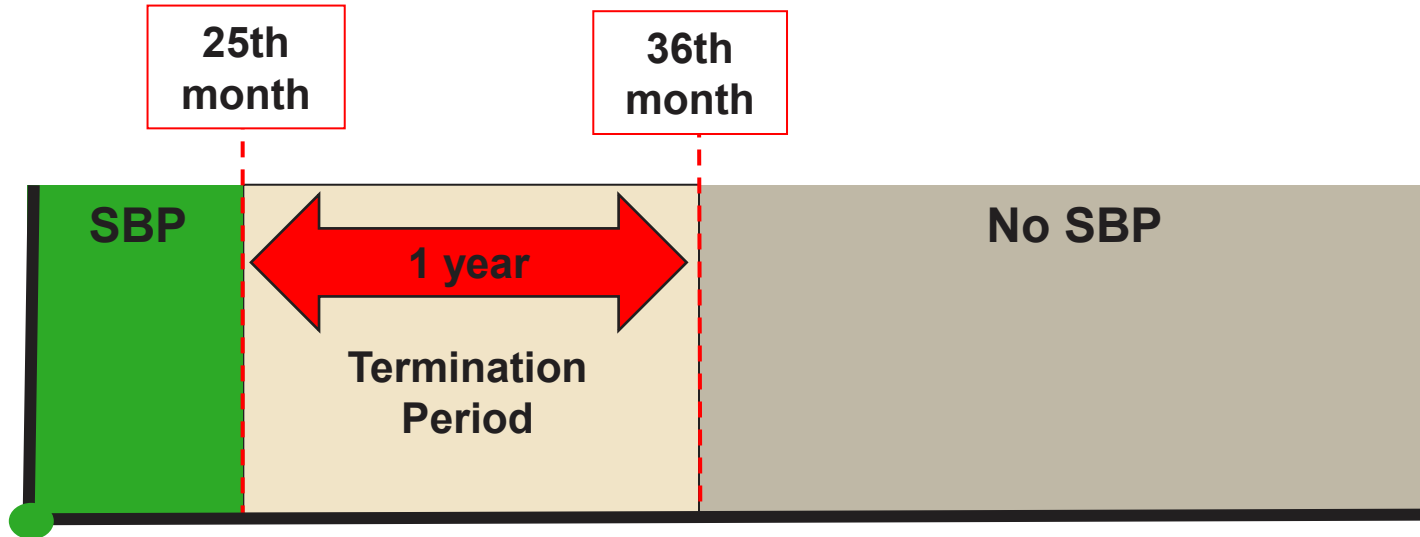 25th
month
36th
month
SBP
No SBP
1 year
Termination
Period